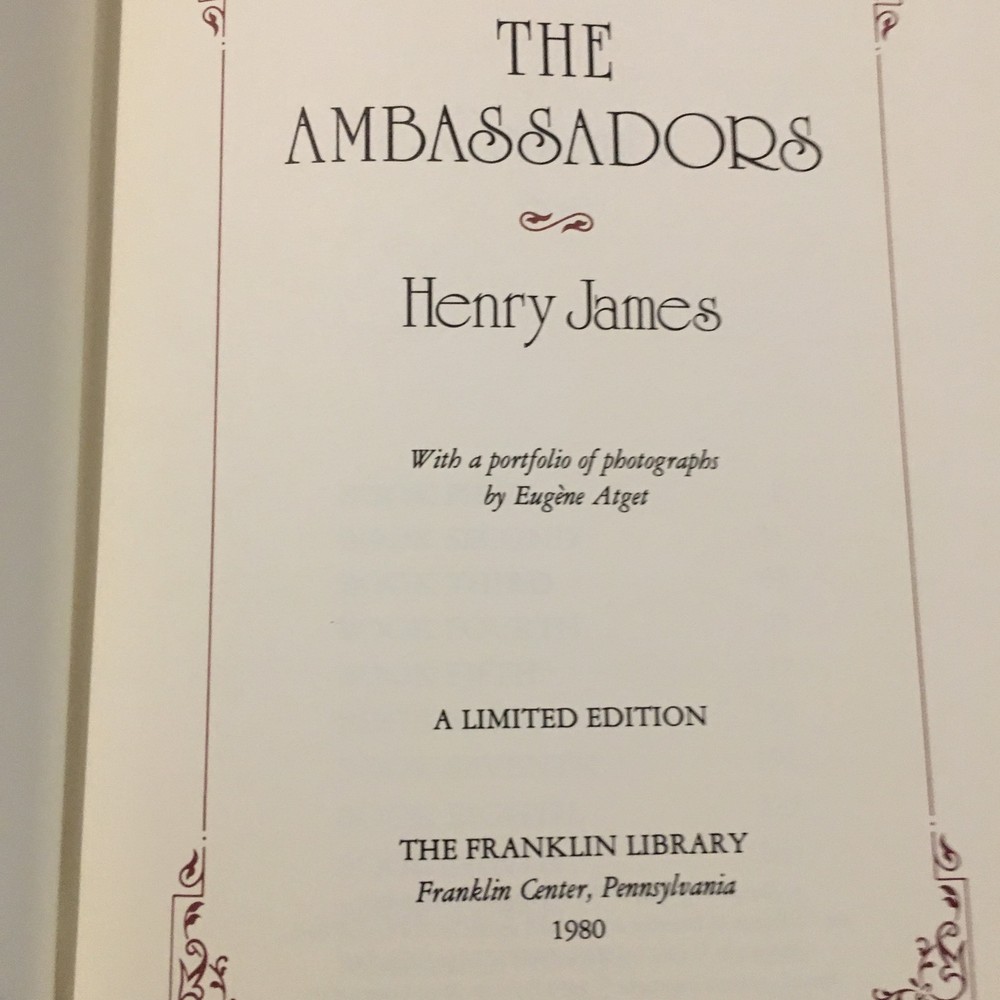 THE
AMBASSADORS
Henry James
With a portfolio of photographs
by Eugène Atget
A LIMITED EDITION
THE FRANKLIN LIBRARY
Franklin Center, Pennsylvania
1980